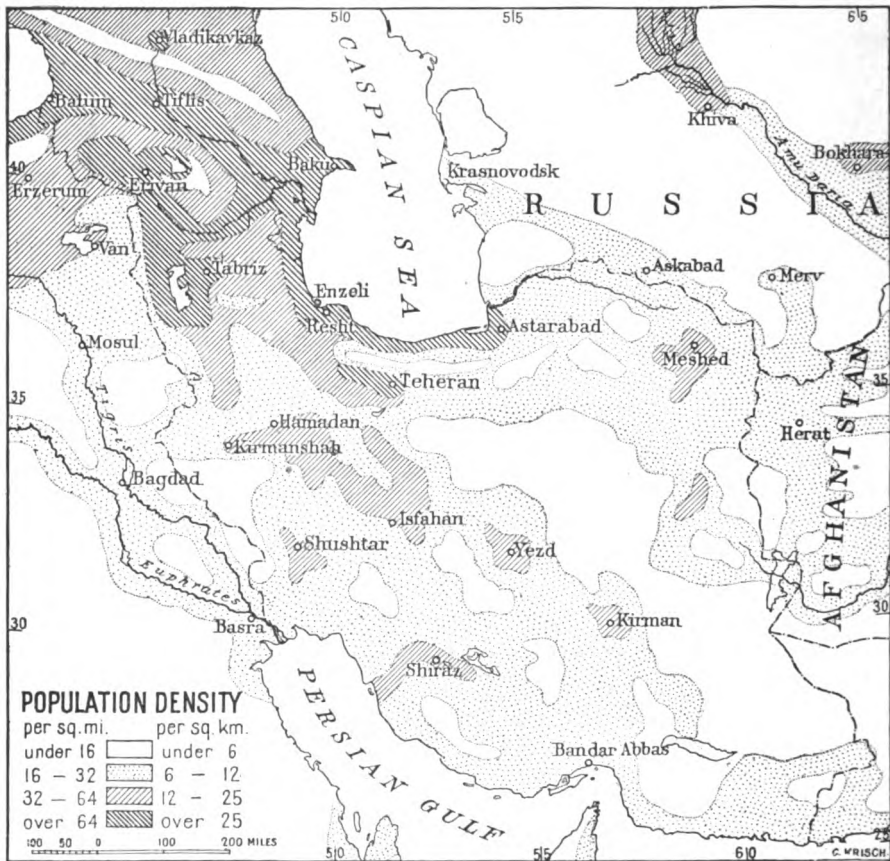 50
55
60
65
Vladikavkaz
CASPIAN SEA
Batum
Tiflis
Khiva
Bokhara
Amu daria
40
Erzerum
Erivan
Baku
Krasnovodsk
RUSSIA
Van
Tabriz
Askabad
Merv
Enzeli
Resht
Astarabad
Mosul
Meshed
Teheran
35
35
Tigris
Hamadan
Kirmanshah
Herat
AFGHANISTAN
Bagdad
Isfahan
Shushtar
Yezd
Euphrates
Basra
Kirman
30
30
Shiraz
PERSIAN GULF
Bandar Abbas
POPULATION DENSITY
per sq.mi. per sq.km.
under 16 under 6
16 – 32 6 – 12
32 – 64 12 – 25
over 64 over 25
100 50 0 100 200 MILES
50
55
60
25
G.WRISCH